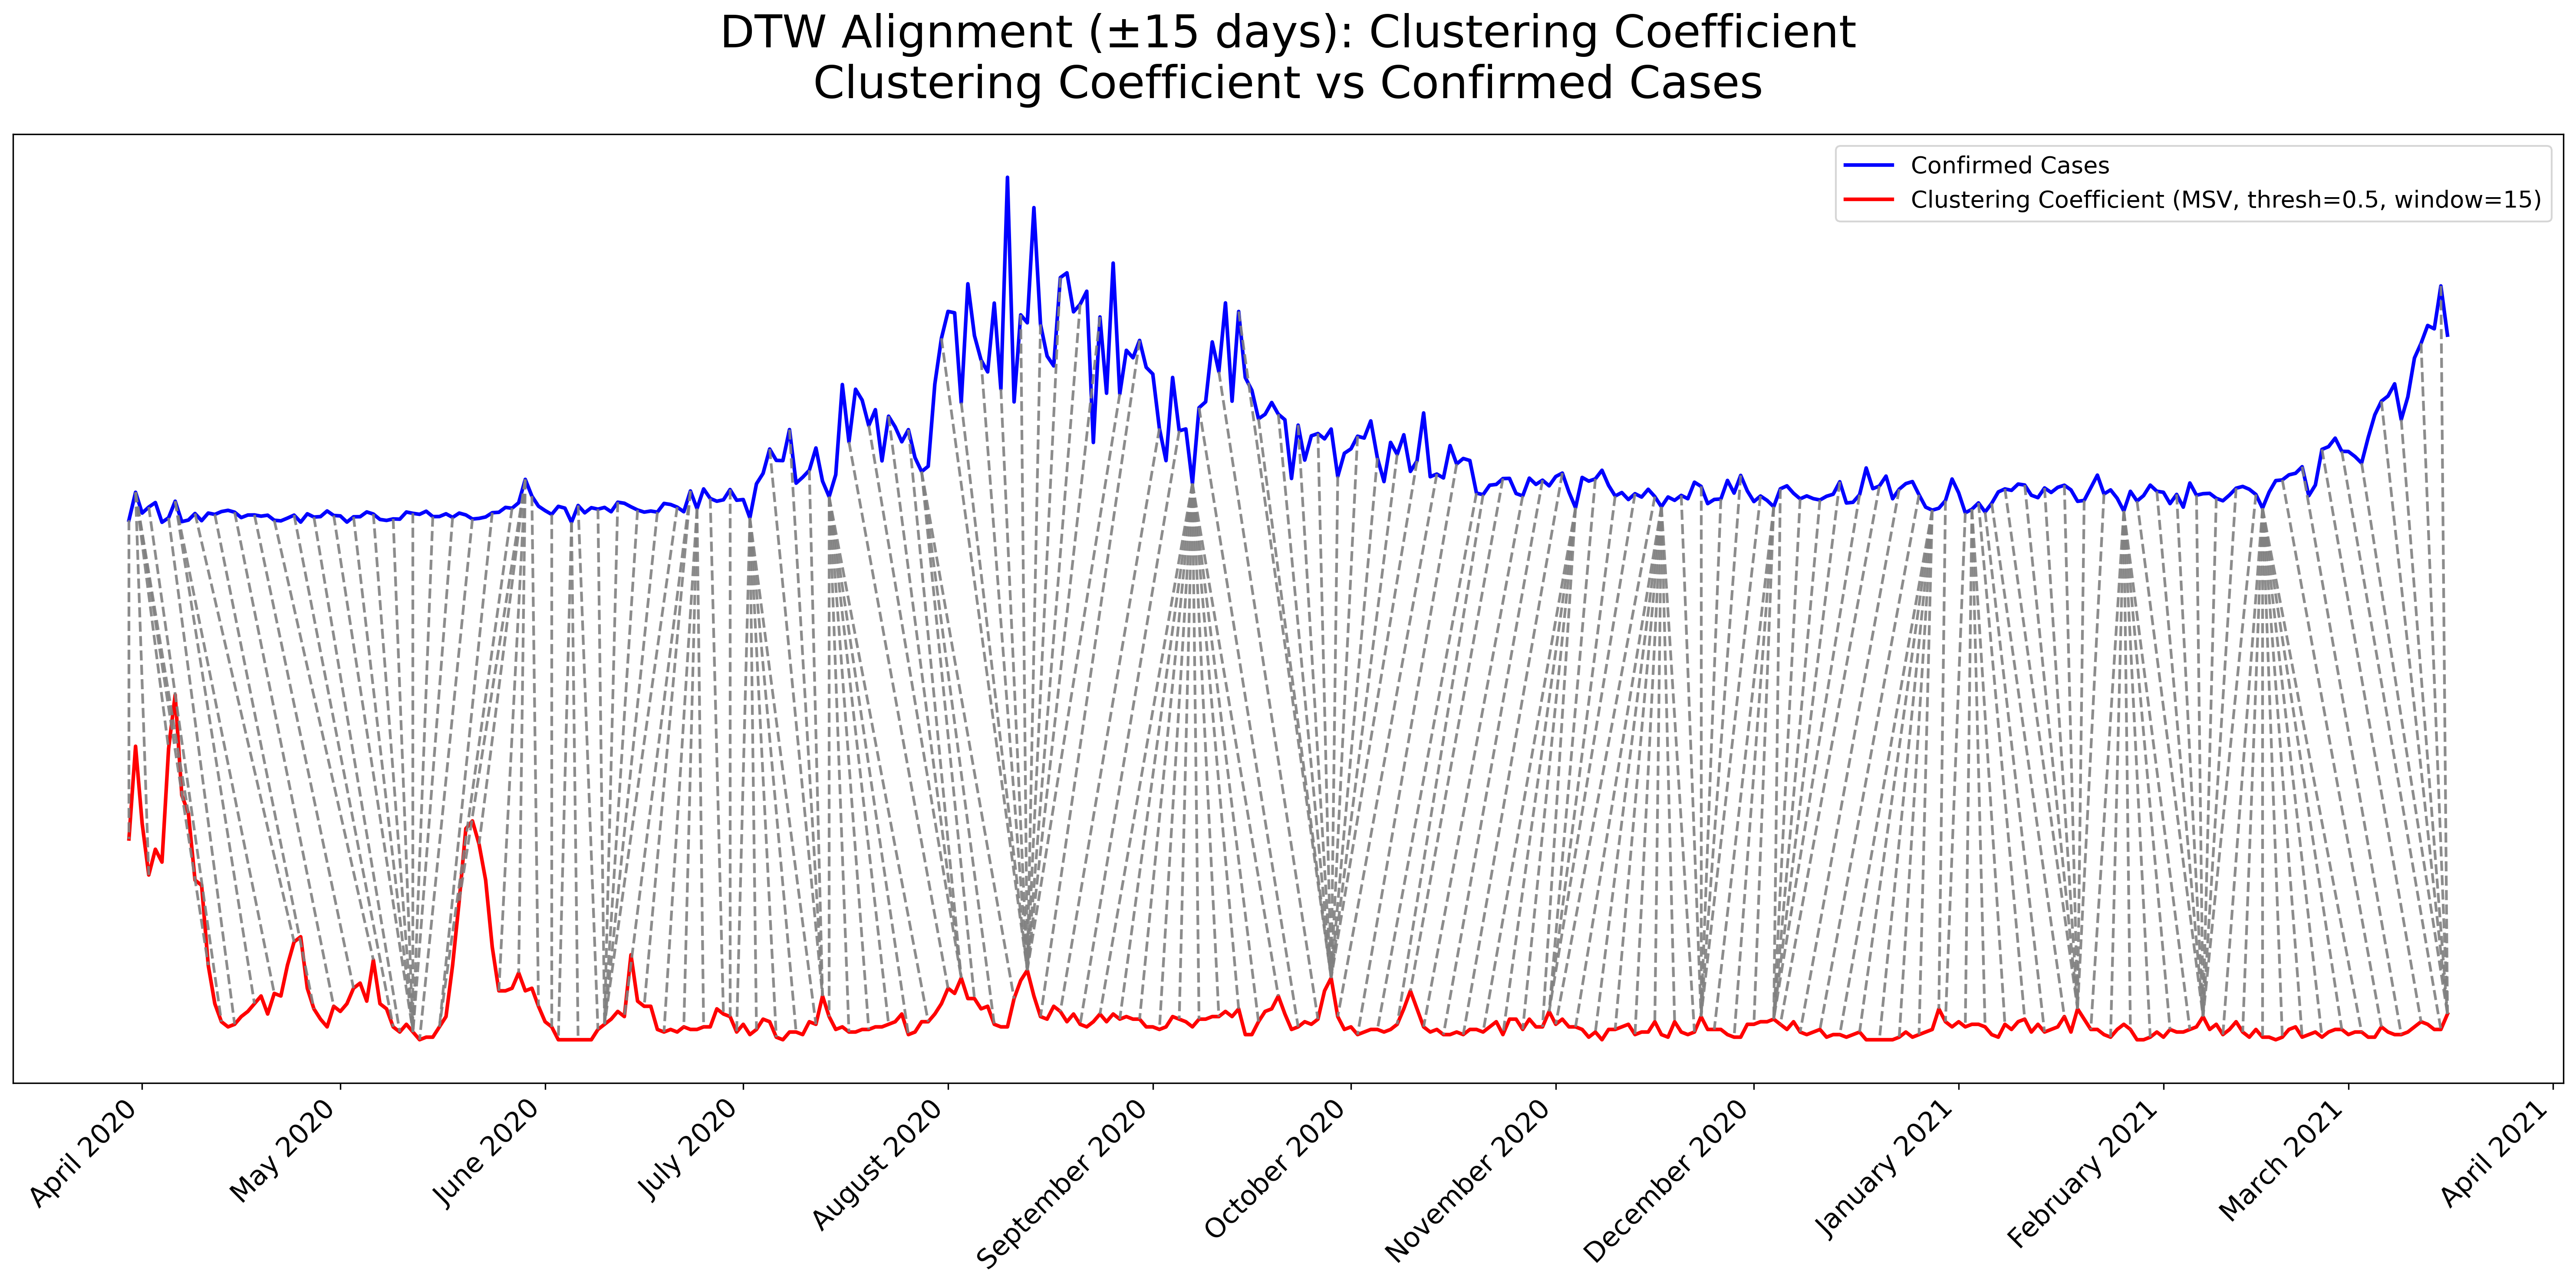 DTW Alignment (±15 days): Clustering Coefficient
Clustering Coefficient vs Confirmed Cases
Confirmed Cases
Clustering Coefficient (MSV, thresh=0.5, window=15)
April 2020
May 2020
June 2020
July 2020
August 2020
September 2020
October 2020
November 2020
December 2020
January 2021
February 2021
March 2021
April 2021